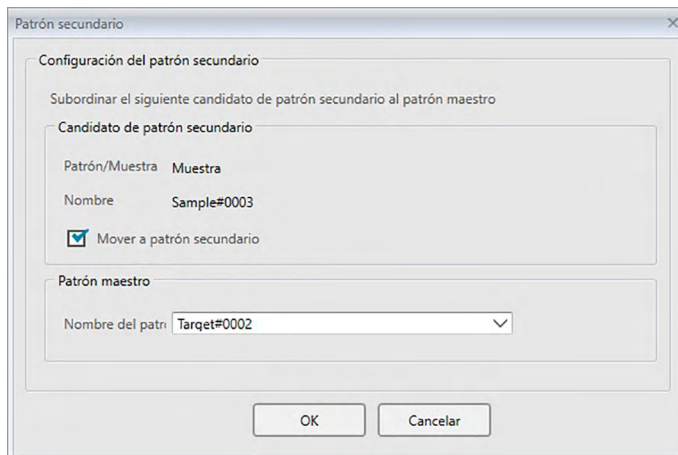 Patrón secundario
Configuración del patrón secundario
Subordinar el siguiente candidato de patrón secundario al patrón maestro
Candidato de patrón secundario
Patrón/Muestra Muestra
Nombre Sample#0003
Mover a patrón secundario
Patrón maestro
Nombre del patr Target#0002
OK Cancelar